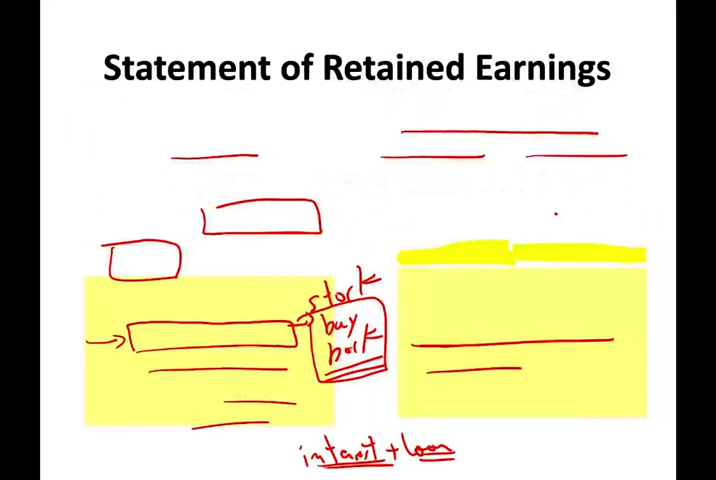 Statement of Retained Earnings
stock
buy
back
interest + loan